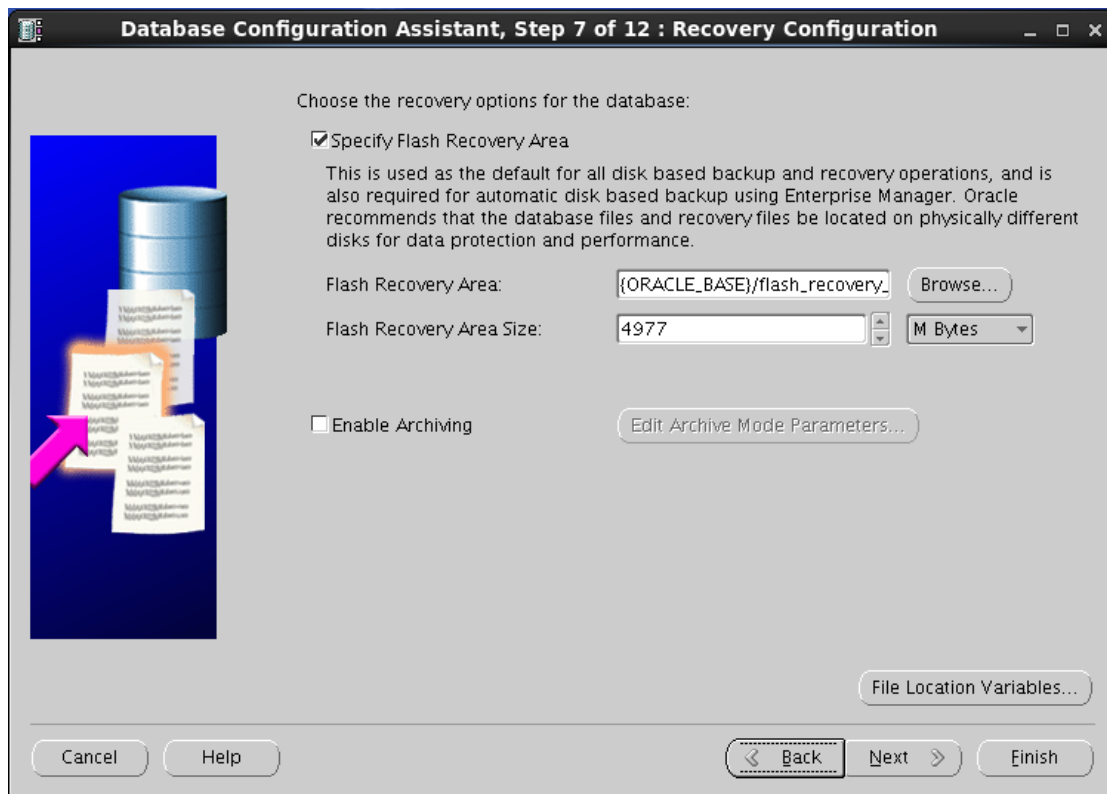 Database Configuration Assistant, Step 7 of 12 : Recovery Configuration
Choose the recovery options for the database:
Specify Flash Recovery Area
This is used as the default for all disk based backup and recovery operations, and is
also required for automatic disk based backup using Enterprise Manager. Oracle
recommends that the database files and recovery files be located on physically different
disks for data protection and performance.
Flash Recovery Area: {ORACLE_BASE}/flash_recovery_ Browse...
Flash Recovery Area Size: 4977 M Bytes
Enable Archiving Edit Archive Mode Parameters...
File Location Variables...
Cancel Help Back Next Finish